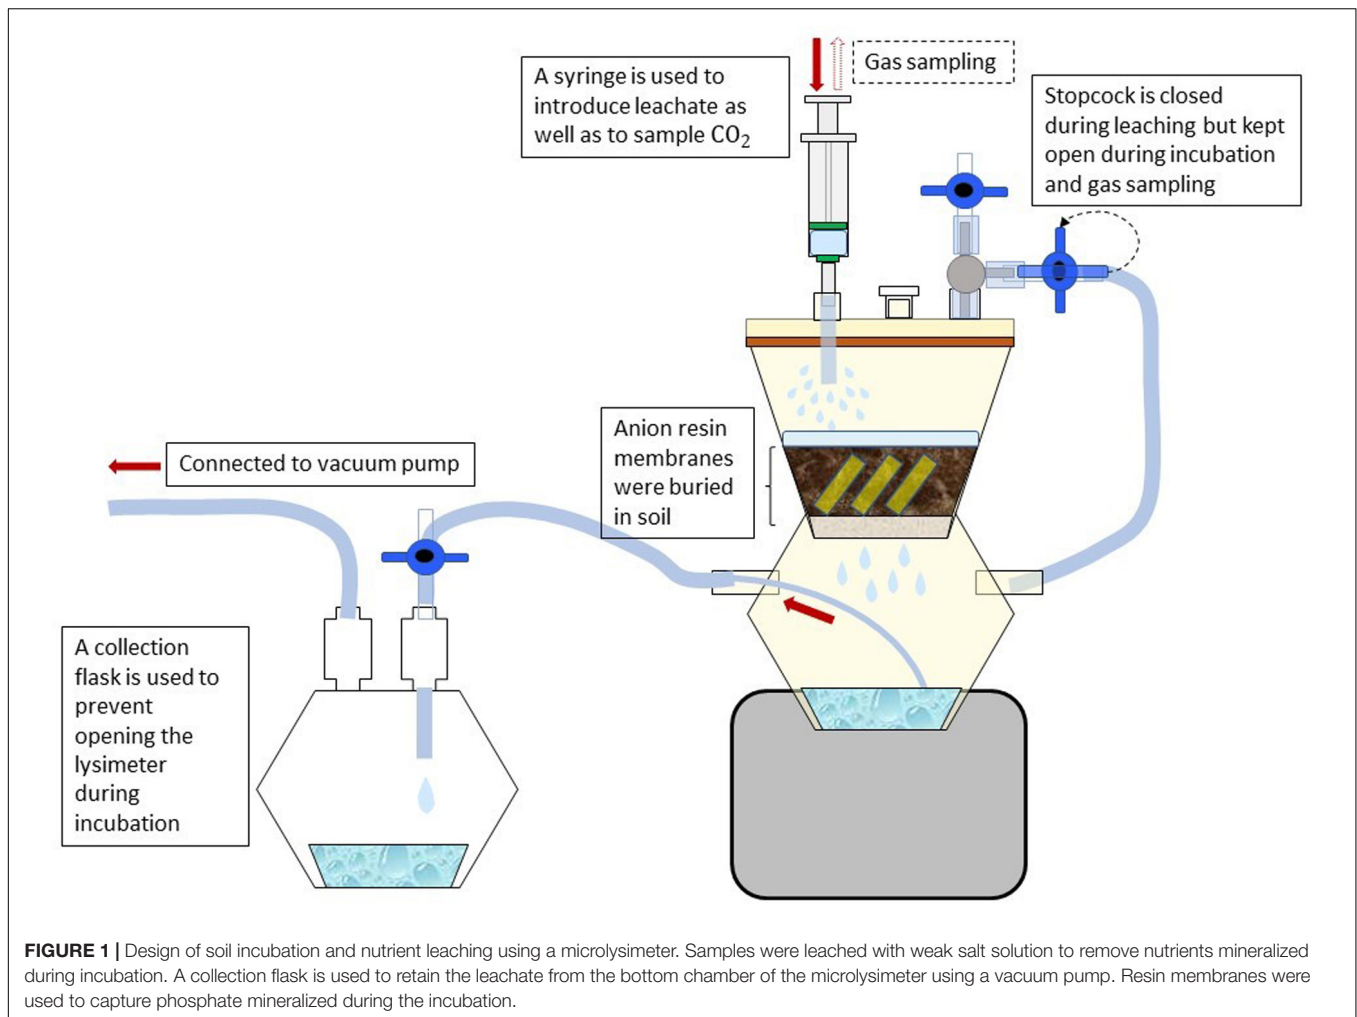 Gas sampling
A syringe is used to
introduce leachate as
well as to sample CO₂
Stopcock is closed
during leaching but kept
open during incubation
and gas sampling
Anion resin
membranes
were buried
in soil
Connected to vacuum pump
A collection
flask is used to
prevent
opening the
lysimeter
during
incubation
FIGURE 1 | Design of soil incubation and nutrient leaching using a microlysimeter. Samples were leached with weak salt solution to remove nutrients mineralized
during incubation. A collection flask is used to retain the leachate from the bottom chamber of the microlysimeter using a vacuum pump. Resin membranes were
used to capture phosphate mineralized during the incubation.